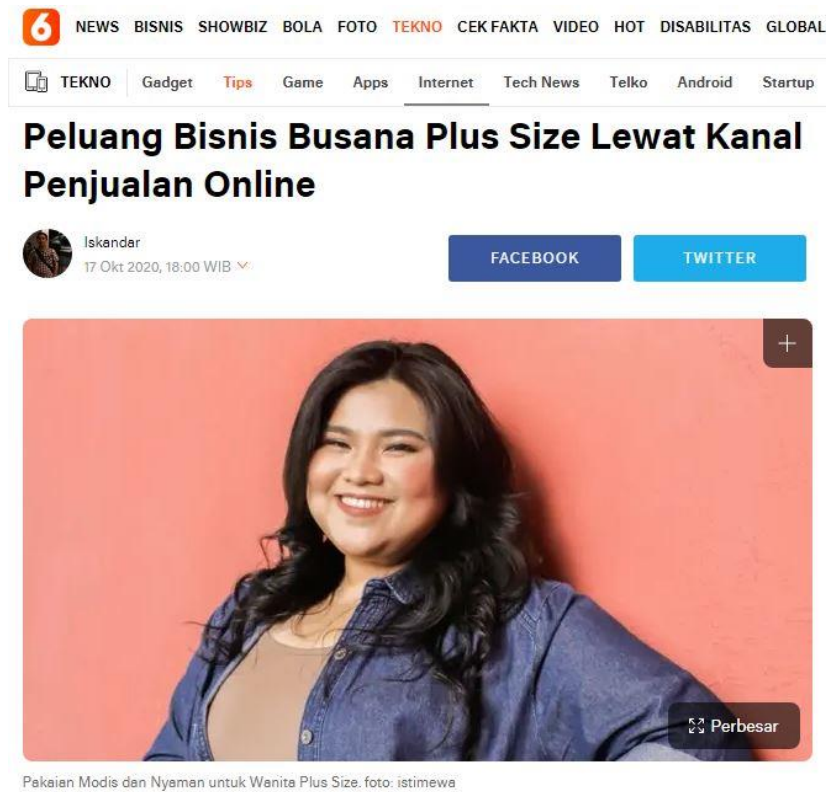 6 NEWS BISNIS SHOWBIZ BOLA FOTO TEKNO CEK FAKTA VIDEO HOT DISABILITAS GLOBAL
TEKNO Gadget Tips Game Apps Internet Tech News Telko Android Startup
Peluang Bisnis Busana Plus Size Lewat Kanal
Penjualan Online
Iskandar
17 Okt 2020, 18:00 WIB
FACEBOOK TWITTER
Perbesar
Pakaian Modis dan Nyaman untuk Wanita Plus Size. foto: istimewa